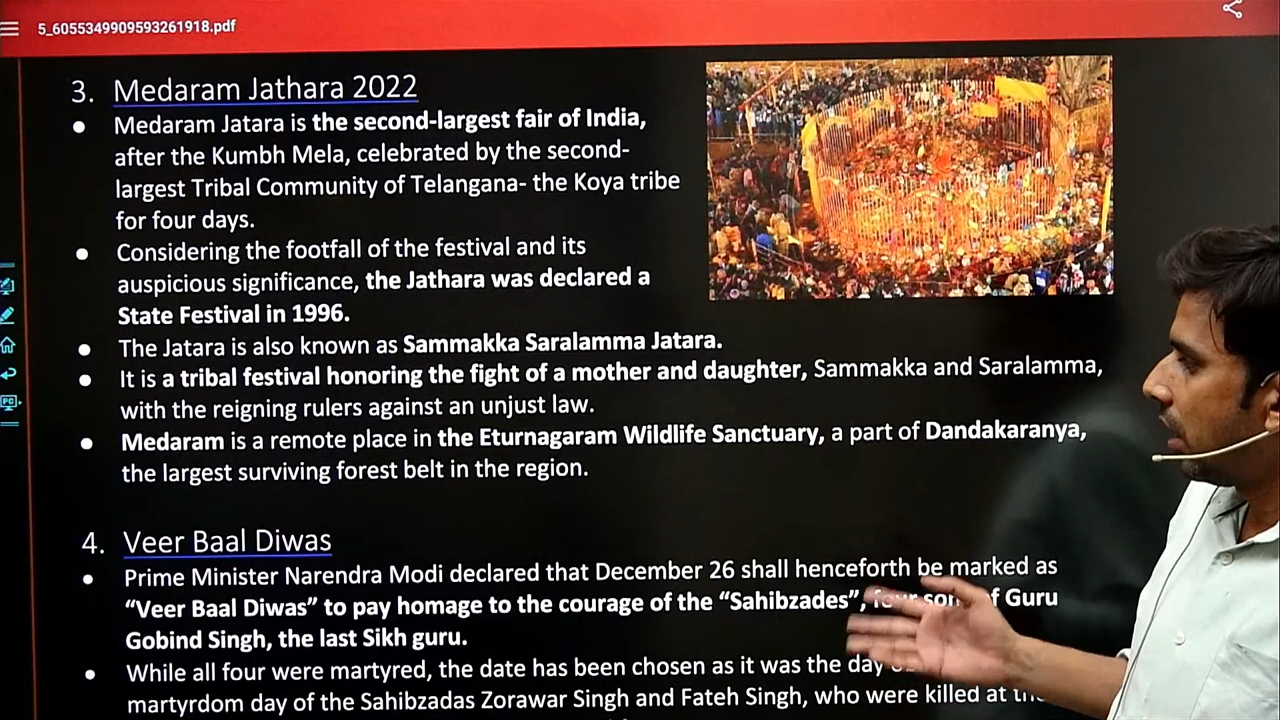 5_6055349909593261918.pdf
3. Medaram Jathara 2022
● Medaram Jatara is the second-largest fair of India,
after the Kumbh Mela, celebrated by the second-
largest Tribal Community of Telangana- the Koya tribe
for four days.
● Considering the footfall of the festival and its
auspicious significance, the Jathara was declared a
State Festival in 1996.
● The Jatara is also known as Sammakka Saralamma Jatara.
● It is a tribal festival honoring the fight of a mother and daughter, Sammakka and Saralamma,
with the reigning rulers against an unjust law.
● Medaram is a remote place in the Eturnagaram Wildlife Sanctuary, a part of Dandakaranya,
the largest surviving forest belt in the region.
4. Veer Baal Diwas
● Prime Minister Narendra Modi declared that December 26 shall henceforth be marked as
“Veer Baal Diwas” to pay homage to the courage of the “Sahibzades”, four sons of Guru
Gobind Singh, the last Sikh guru.
● While all four were martyred, the date has been chosen as it was the day
martyrdom day of the Sahibzadas Zorawar Singh and Fateh Singh, who were killed at